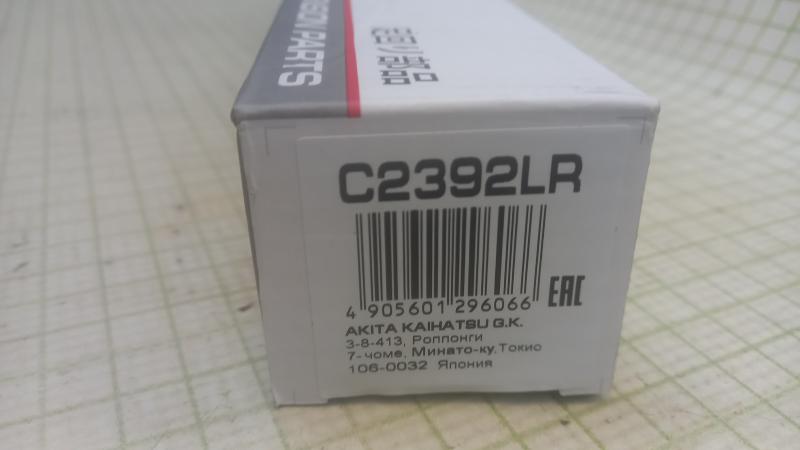 PARTS
C2392LR
4 905601 296066
EAC
AKITA KAIHATSU G.K.
3-8-413, Роппонги
7-чоме, Минато-ку, Токио
106-0032 Япония